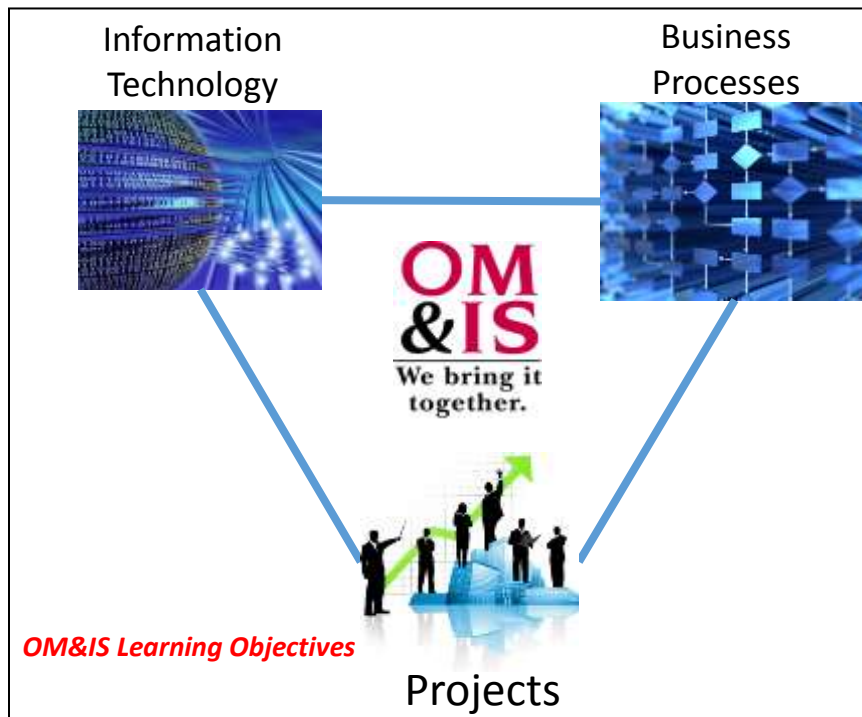 Information
Technology
Business
Processes
OM
&IS
We bring it
together.
OM&IS Learning Objectives
Projects